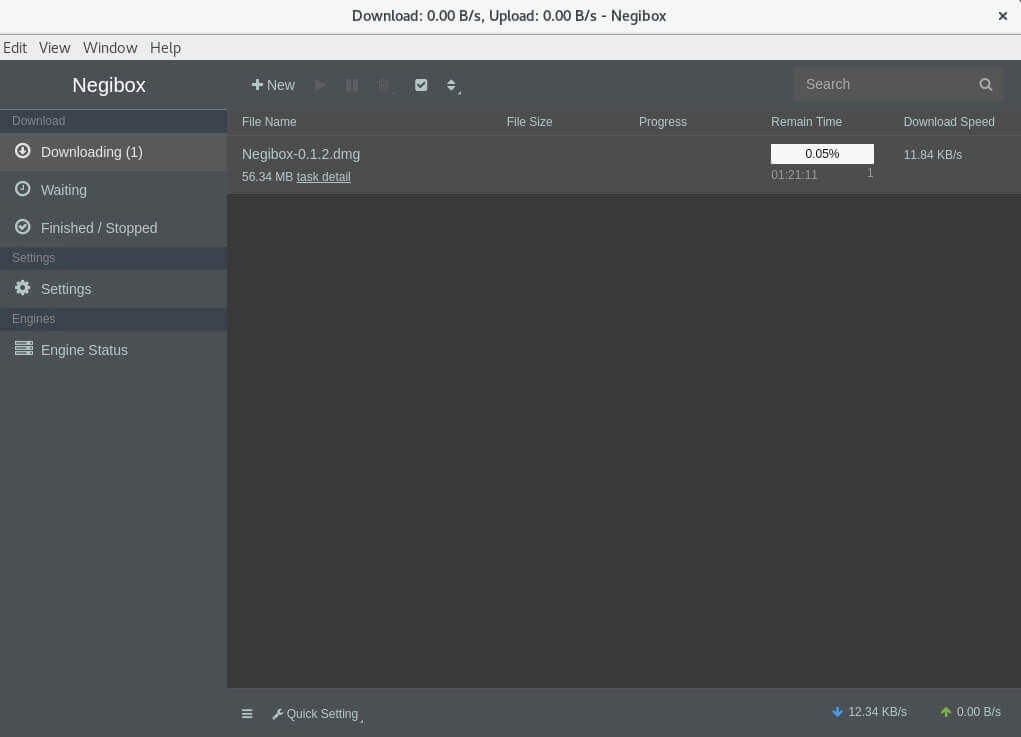 Download: 0.00 B/s, Upload: 0.00 B/s - Negibox
Edit View Window Help
Negibox
New
Search
Download
Downloading (1)
Waiting
Finished / Stopped
Settings
Settings
Engines
Engine Status
File Name File Size Progress Remain Time Download Speed
Negibox-0.1.2.dmg 0.05% 11.84 KB/s
56.34 MB task detail 01:21:11 1
Quick Setting 12.34 KB/s 0.00 B/s